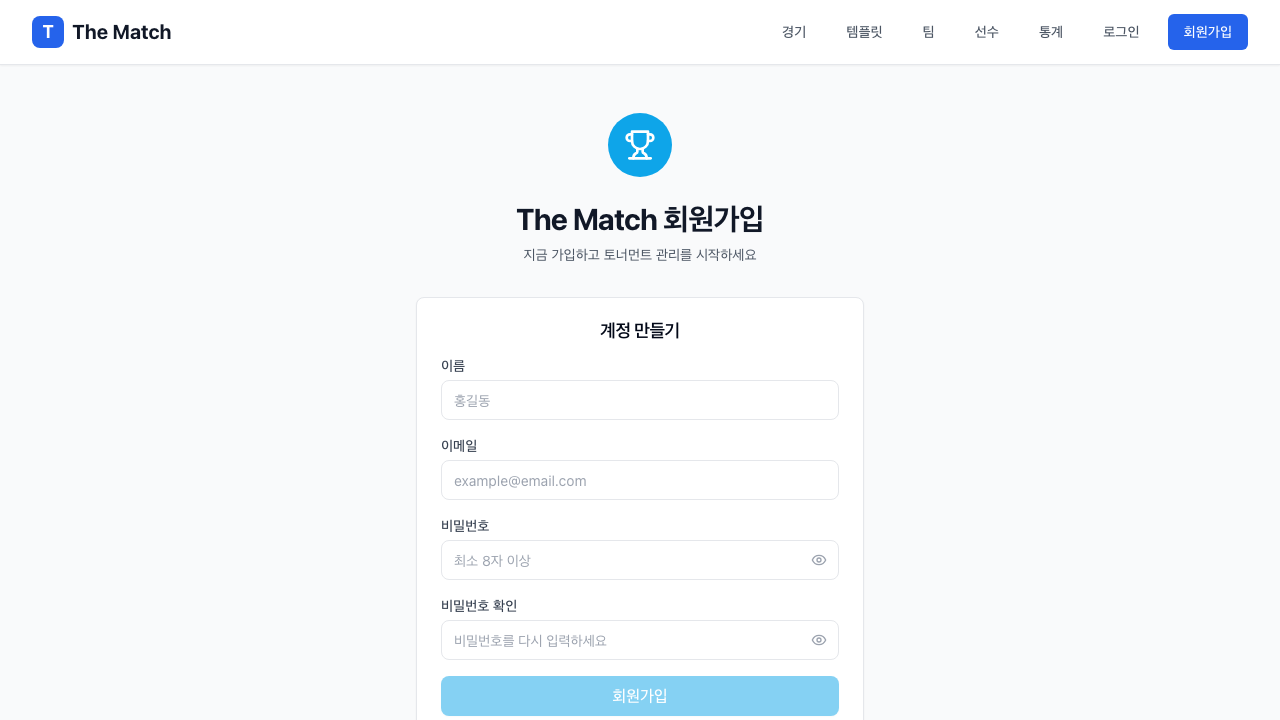 T The Match 경기 템플릿 팀 선수 통계 로그인 회원가입
The Match 회원가입
지금 가입하고 토너먼트 관리를 시작하세요
계정 만들기
이름
홍길동
이메일
example@email.com
비밀번호
최소 8자 이상
비밀번호 확인
비밀번호를 다시 입력하세요
회원가입